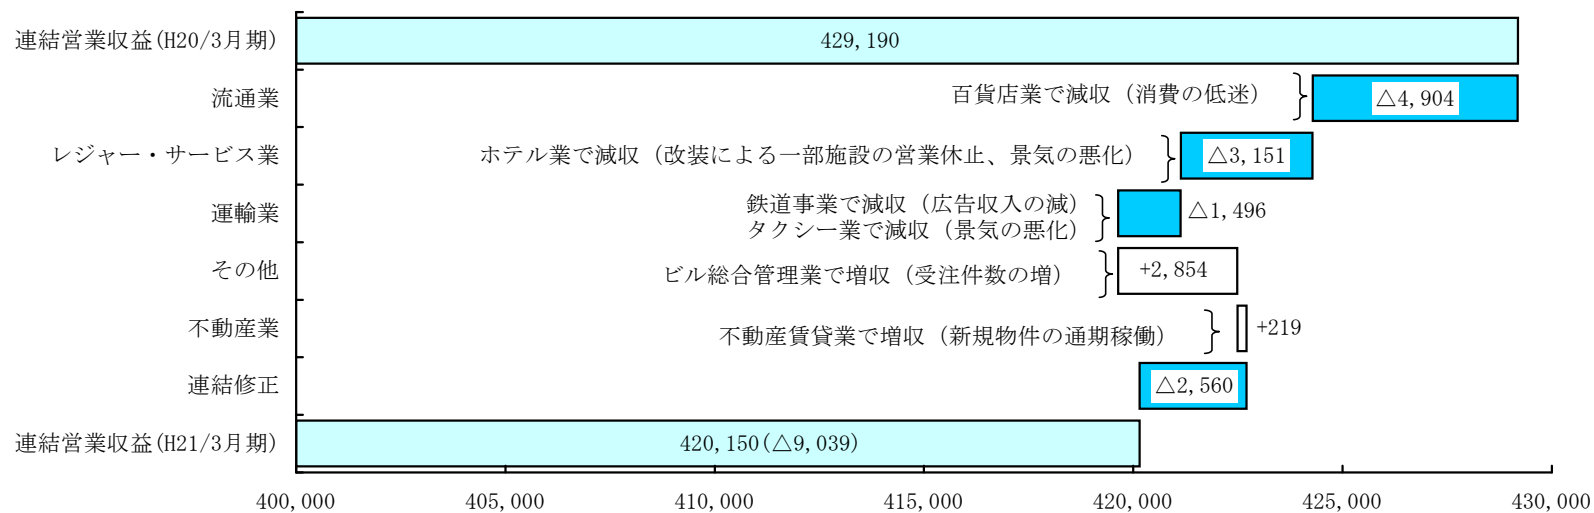 連結営業収益(H20/3月期)
429,190
流通業
百貨店業で減収（消費の低迷）
△4,904
レジャー・サービス業
ホテル業で減収（改装による一部施設の営業休止、景気の悪化）
△3,151
運輸業
鉄道事業で減収（広告収入の減）
タクシー業で減収（景気の悪化）
△1,496
その他
ビル総合管理業で増収（受注件数の増）
+2,854
不動産業
不動産賃貸業で増収（新規物件の通期稼働）
+219
連結修正
△2,560
連結営業収益(H21/3月期)
420,150(△9,039)
400,000
405,000
410,000
415,000
420,000
425,000
430,000